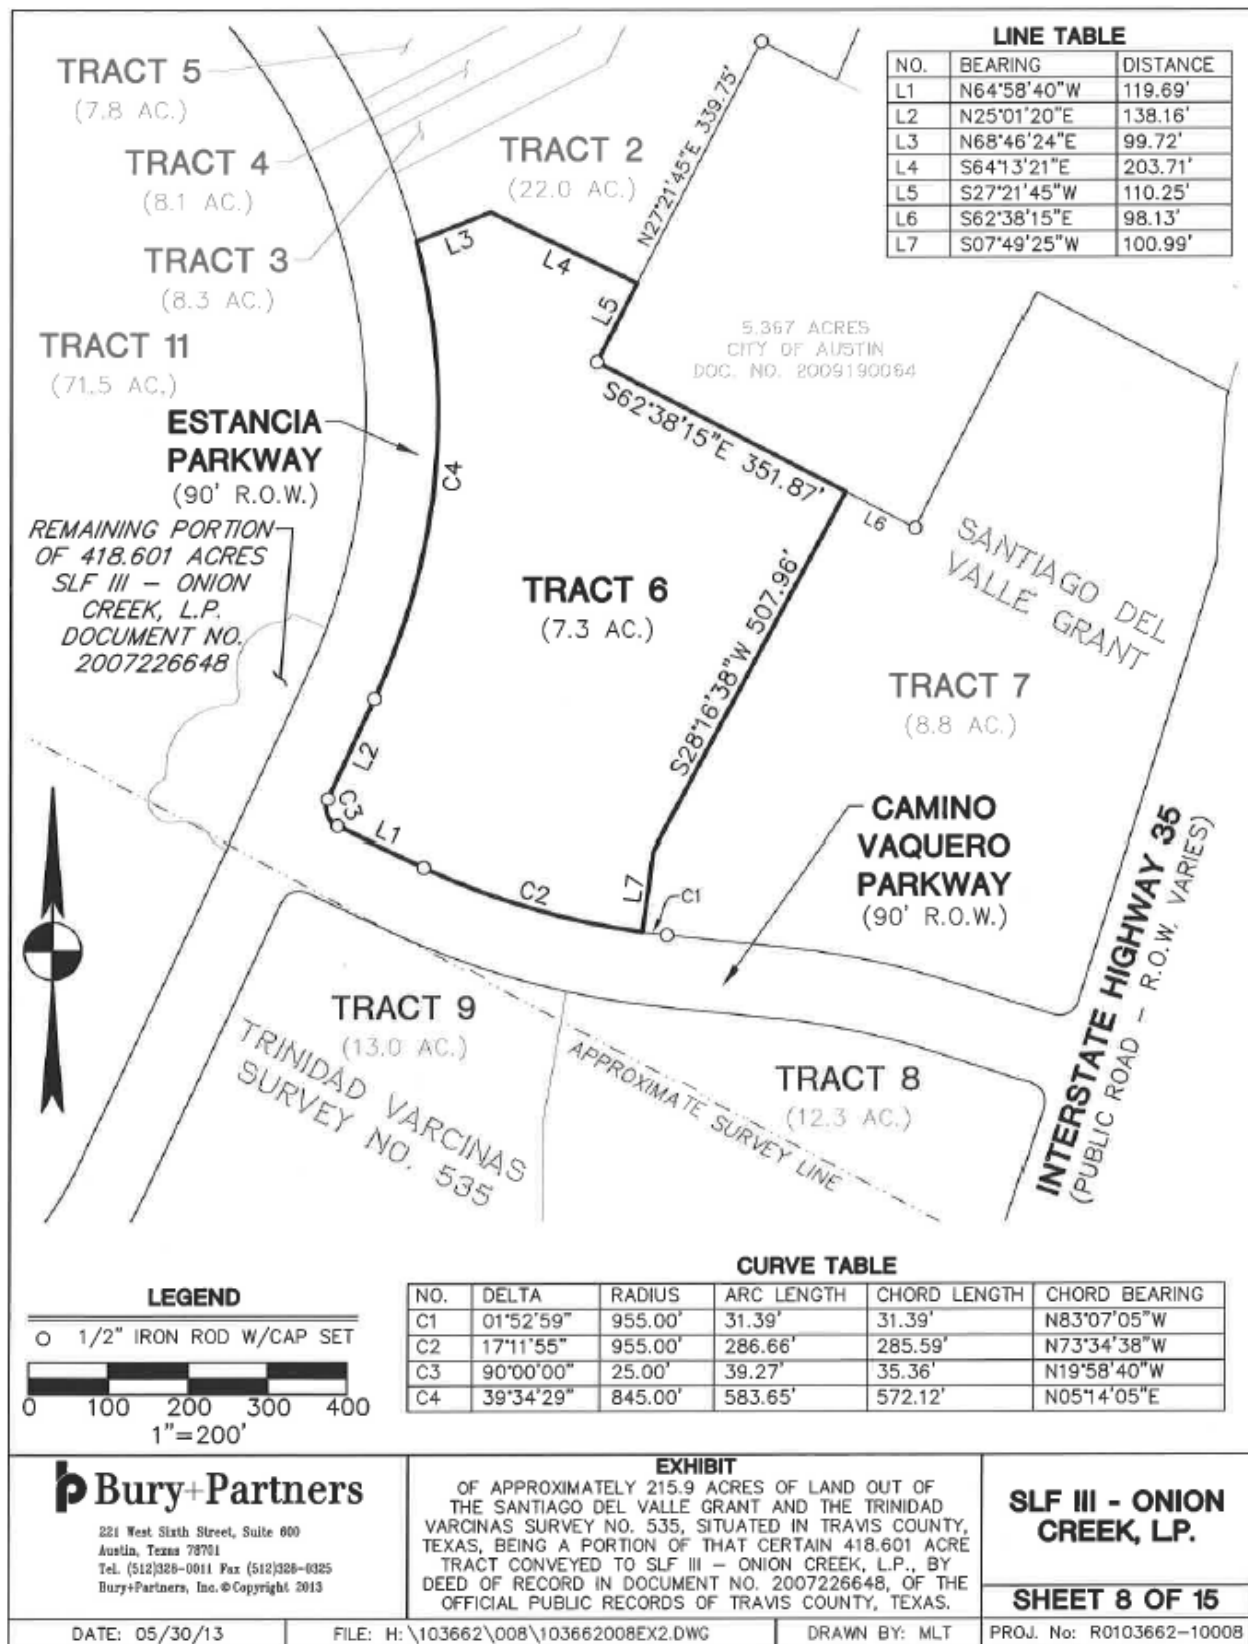 LINE TABLE
NO. BEARING DISTANCE
L1 N64°58'40"W 119.69'
L2 N25°01'20"E 138.16'
L3 N68°46'24"E 99.72'
L4 S64°13'21"E 203.71'
L5 S27°21'45"W 110.25'
L6 S62°38'15"E 98.13'
L7 S07°49'25"W 100.99'
TRACT 5
(7.8 AC.)
TRACT 4
(8.1 AC.)
TRACT 3
(8.3 AC.)
TRACT 2
(22.0 AC.)
N27°21'45"E 339.75'
TRACT 11
(71.5 AC.)
L3
L4
L5
5.367 ACRES
CITY OF AUSTIN
DOC. NO. 2009190064
ESTANCIA
PARKWAY
(90' R.O.W.)
C4
S62°38'15"E 351.87'
L6
REMAINING PORTION
OF 418.601 ACRES
SLF III – ONION
CREEK, L.P.
DOCUMENT NO.
2007226648
SANTIAGO DEL
VALLE GRANT
TRACT 6
(7.3 AC.)
S28°16'38"W 507.96'
TRACT 7
(8.8 AC.)
L2
C3
L1
C2
L7
C1
CAMINO
VAQUERO
PARKWAY
(90' R.O.W.)
INTERSTATE HIGHWAY 35
(PUBLIC ROAD – R.O.W. VARIES)
TRACT 9
(13.0 AC.)
TRINIDAD VARCINAS
SURVEY NO. 535
APPROXIMATE SURVEY LINE
TRACT 8
(12.3 AC.)
LEGEND
1/2" IRON ROD W/CAP SET
0 100 200 300 400
1"=200'
CURVE TABLE
NO. DELTA RADIUS ARC LENGTH CHORD LENGTH CHORD BEARING
C1 01°52'59" 955.00' 31.39' 31.39' N83°07'05"W
C2 17°11'55" 955.00' 286.66' 285.59' N73°34'38"W
C3 90°00'00" 25.00' 39.27' 35.36' N19°58'40"W
C4 39°34'29" 845.00' 583.65' 572.12' N05°14'05"E
Bury+Partners
221 West Sixth Street, Suite 600
Austin, Texas 78701
Tel. (512)328-0011 Fax (512)328-0325
Bury+Partners, Inc. © Copyright 2013
EXHIBIT
OF APPROXIMATELY 215.9 ACRES OF LAND OUT OF
THE SANTIAGO DEL VALLE GRANT AND THE TRINIDAD
VARCINAS SURVEY NO. 535, SITUATED IN TRAVIS COUNTY,
TEXAS, BEING A PORTION OF THAT CERTAIN 418.601 ACRE
TRACT CONVEYED TO SLF III – ONION CREEK, L.P., BY
DEED OF RECORD IN DOCUMENT NO. 2007226648, OF THE
OFFICIAL PUBLIC RECORDS OF TRAVIS COUNTY, TEXAS.
SLF III - ONION
CREEK, L.P.
SHEET 8 OF 15
DATE: 05/30/13 FILE: H:\103662\008\103662008EX2.DWG DRAWN BY: MLT PROJ. No: R0103662-10008